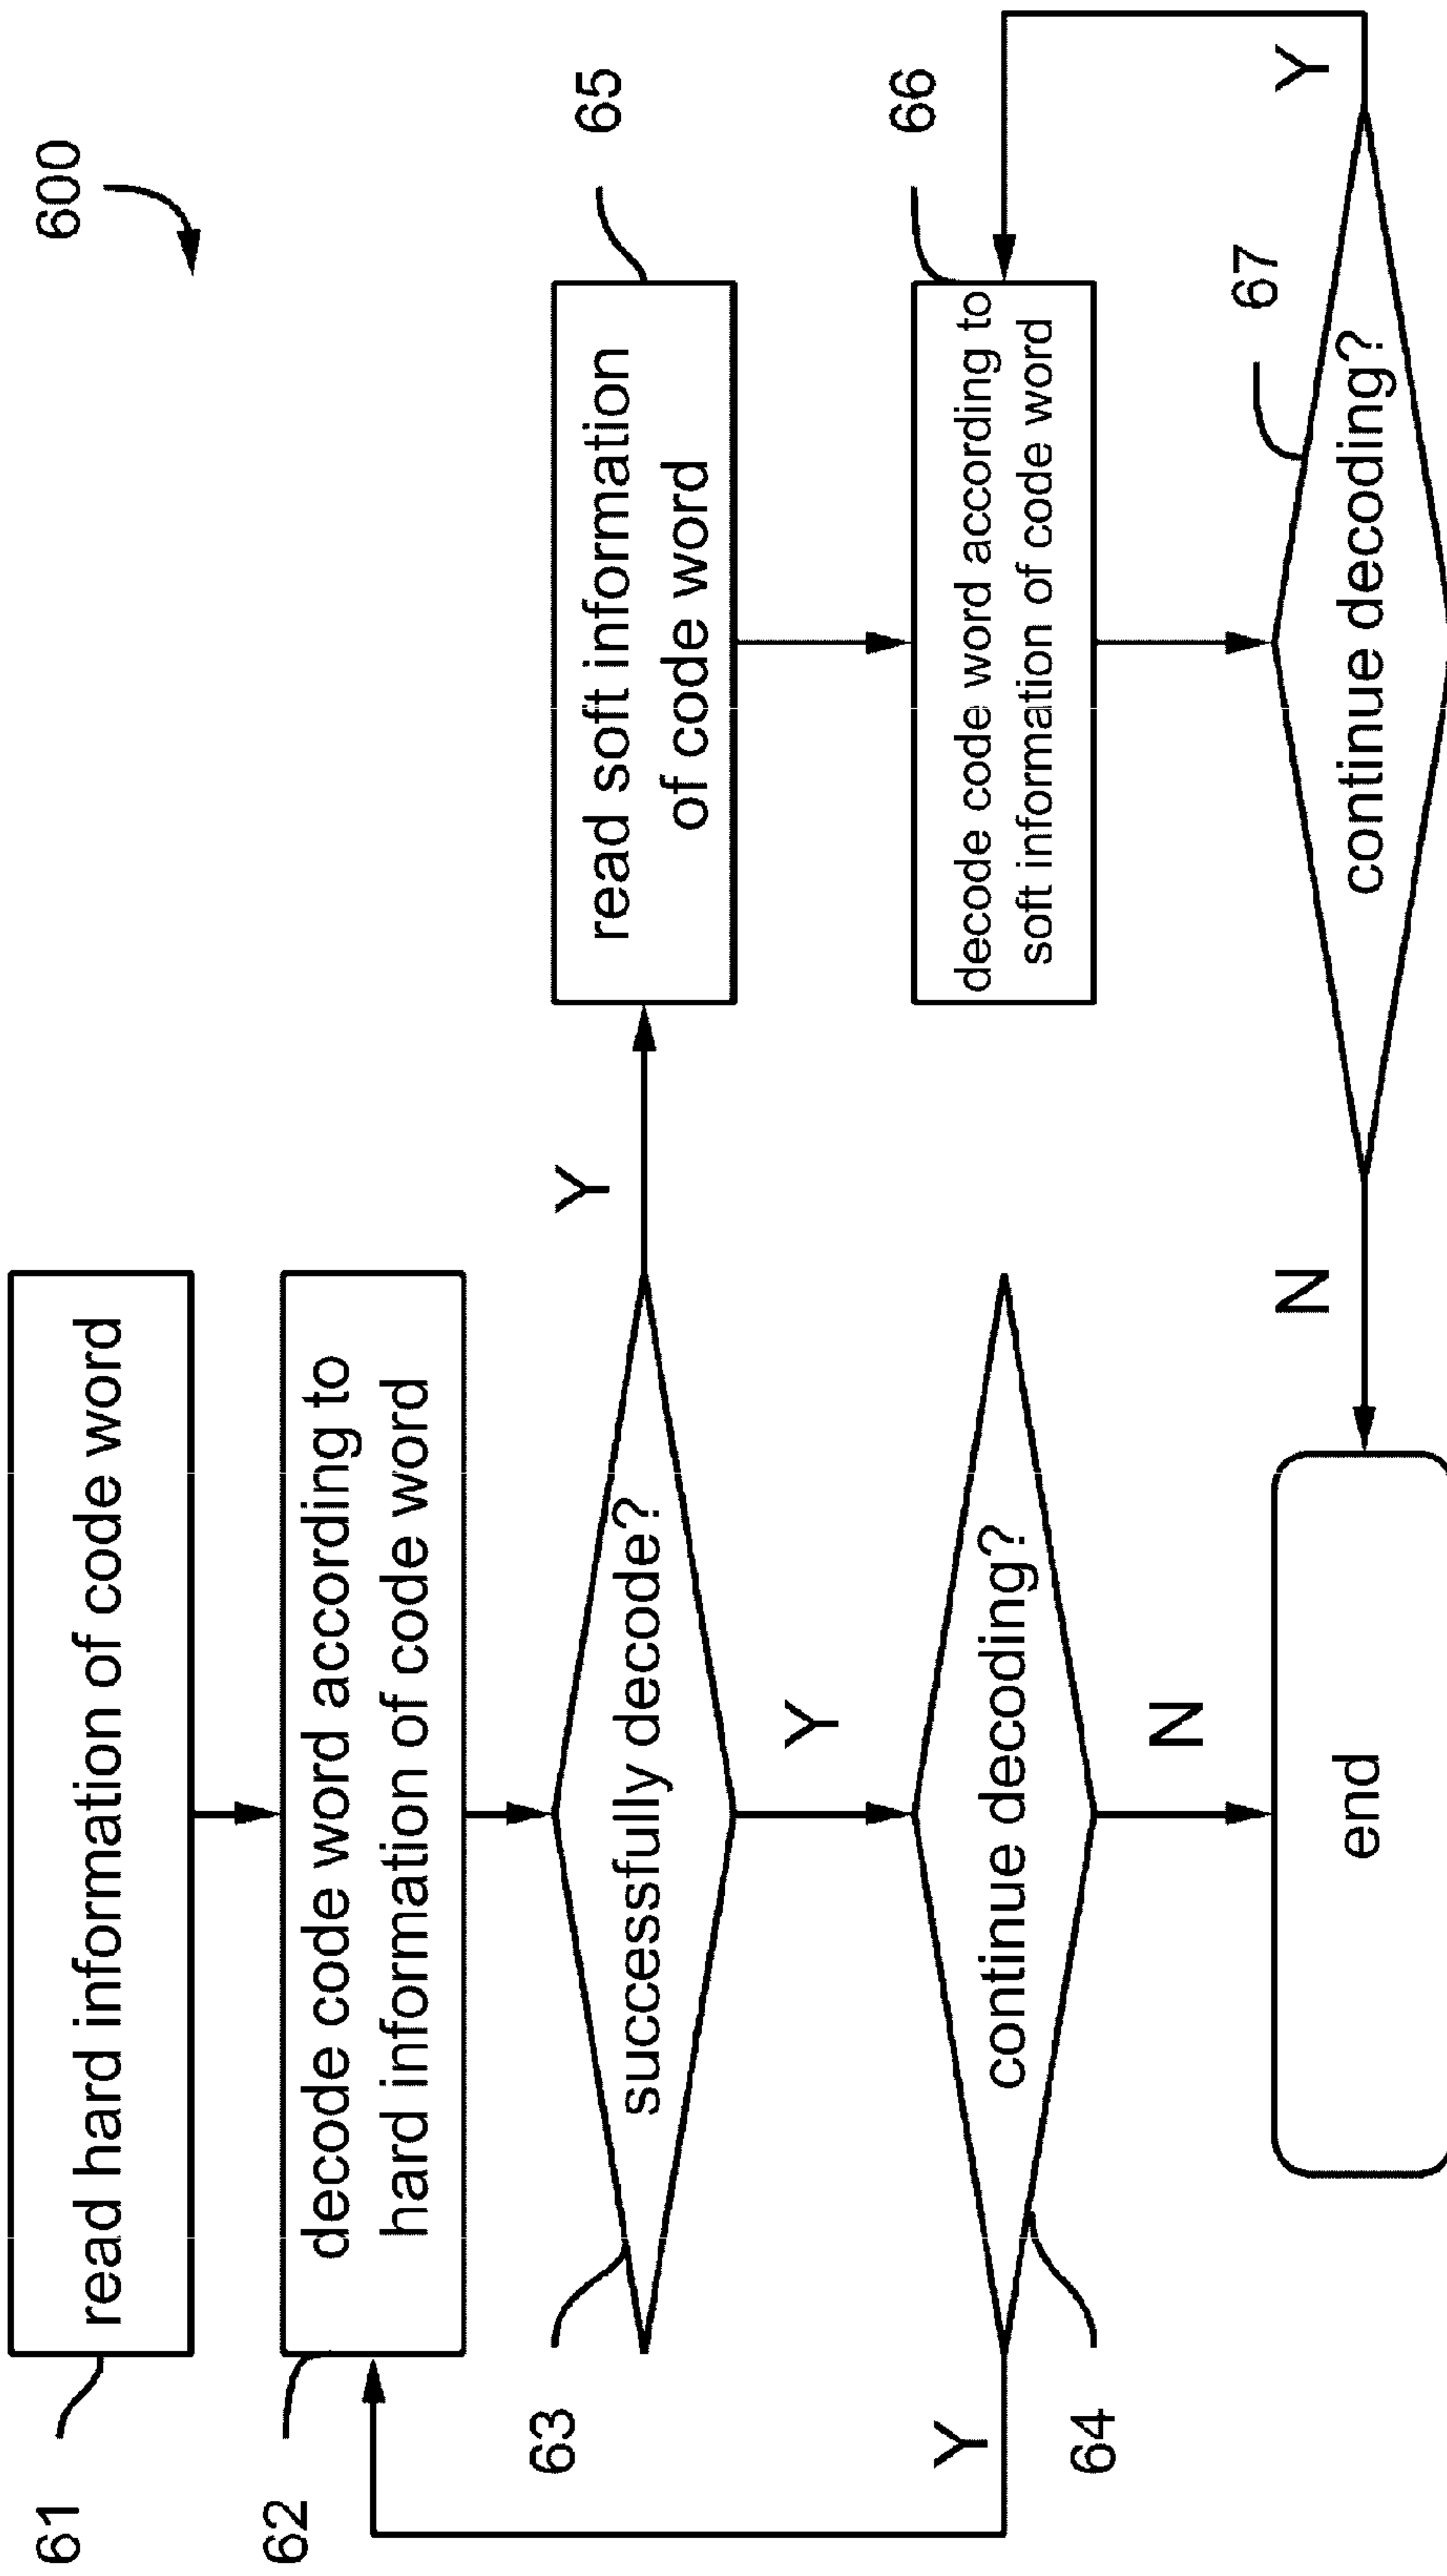 600
61
read hard information of code word
62
decode code word according to
hard information of code word
63
successfully decode?
Y
65
read soft information
of code word
Y
64
continue decoding?
Y
N
66
decode code word according to
soft information of code word
67
continue decoding?
Y
N
end